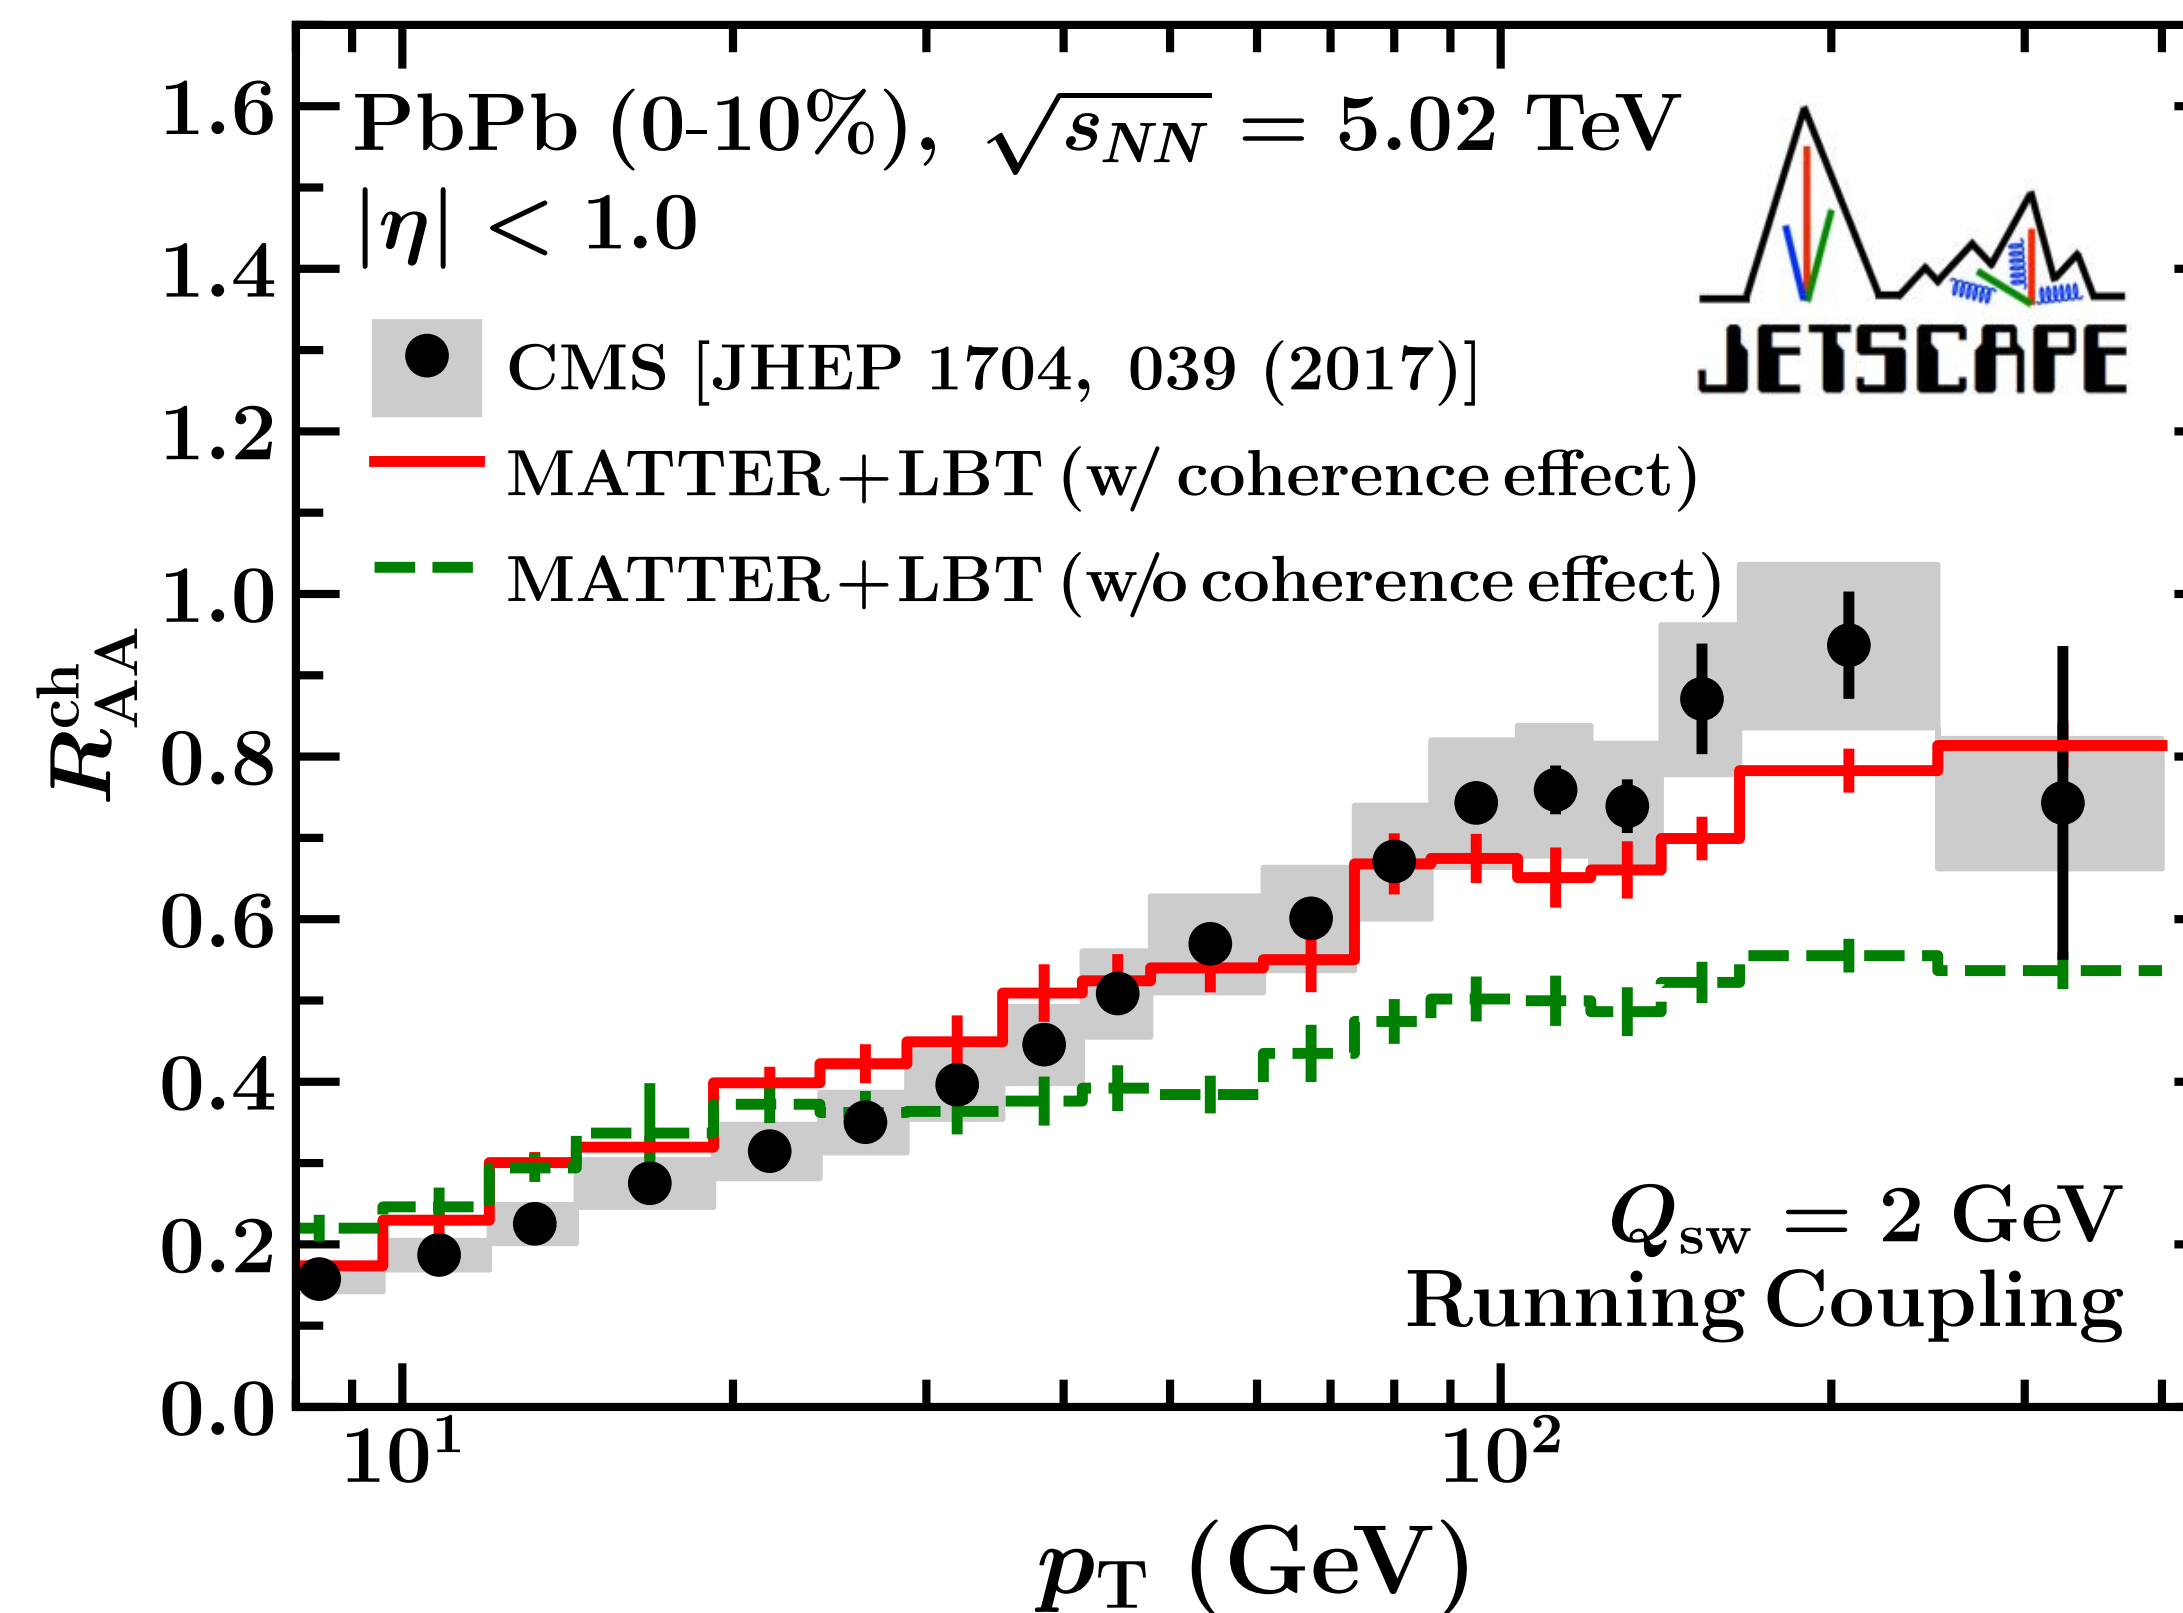 PbPb (0-10%), √s_NN = 5.02 TeV
|η| < 1.0
CMS [JHEP 1704, 039 (2017)]
MATTER+LBT (w/ coherence effect)
MATTER+LBT (w/o coherence effect)
JETSCAPE
1.6
1.4
1.2
1.0
0.8
0.6
0.4
0.2
0.0
R_AA^ch
Q_sw = 2 GeV
Running Coupling
10^1 10^2
p_T (GeV)